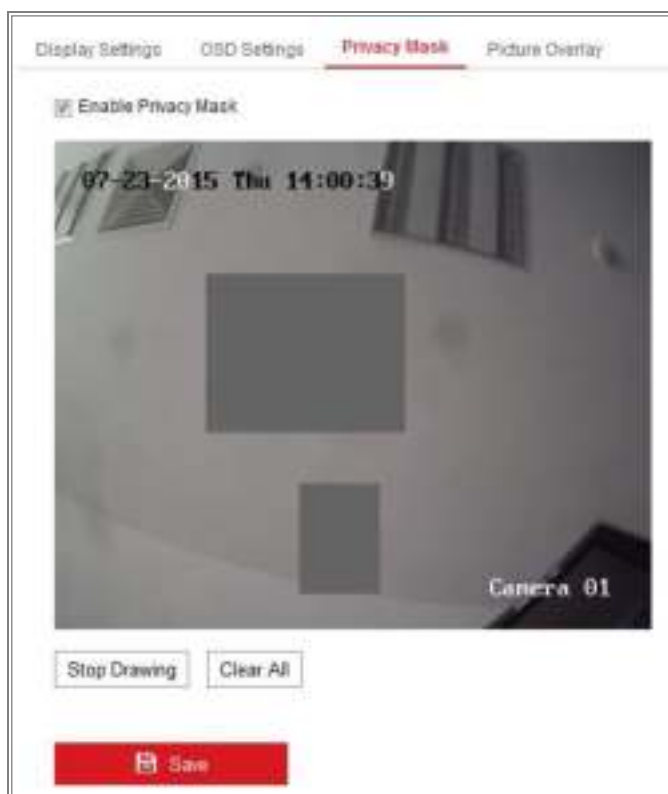 Display Settings OSD Settings Privacy Mask Picture Overlay
Enable Privacy Mask
07-23-2015 Thu 14:00:39
Camera 01
Stop Drawing Clear All
Save